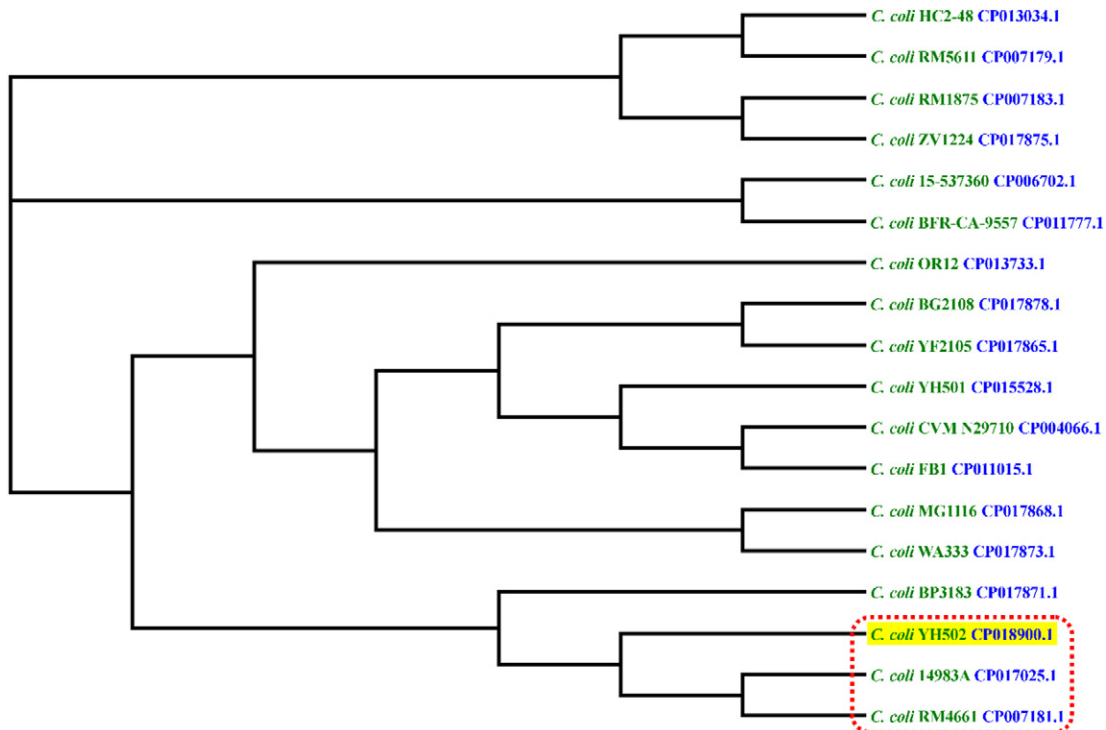 C. coli HC2-48 CP013034.1
C. coli RM5611 CP007179.1
C. coli RM1875 CP007183.1
C. coli ZV1224 CP017875.1
C. coli 15-537360 CP006702.1
C. coli BFR-CA-9557 CP011777.1
C. coli OR12 CP013733.1
C. coli BG2108 CP017878.1
C. coli YF2105 CP017865.1
C. coli YH501 CP015528.1
C. coli CVM N29710 CP004066.1
C. coli FB1 CP011015.1
C. coli MG1116 CP017868.1
C. coli WA333 CP017873.1
C. coli BP3183 CP017871.1
C. coli YH502 CP018900.1
C. coli 14983A CP017025.1
C. coli RM4661 CP007181.1